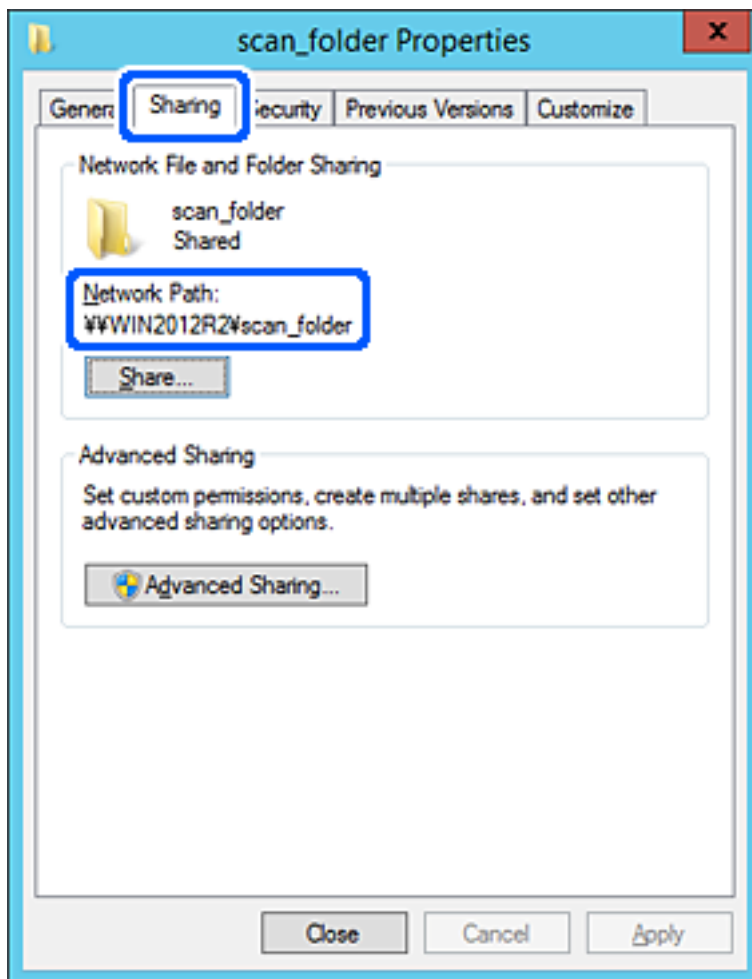 scan_folder Properties
x
Genera Sharing ecurity Previous Versions Customize
Network File and Folder Sharing
scan_folder
Shared
Network Path:
¥¥WIN2012R2¥scan_folder
Share...
Advanced Sharing
Set custom permissions, create multiple shares, and set other
advanced sharing options.
Advanced Sharing...
Close Cancel Apply